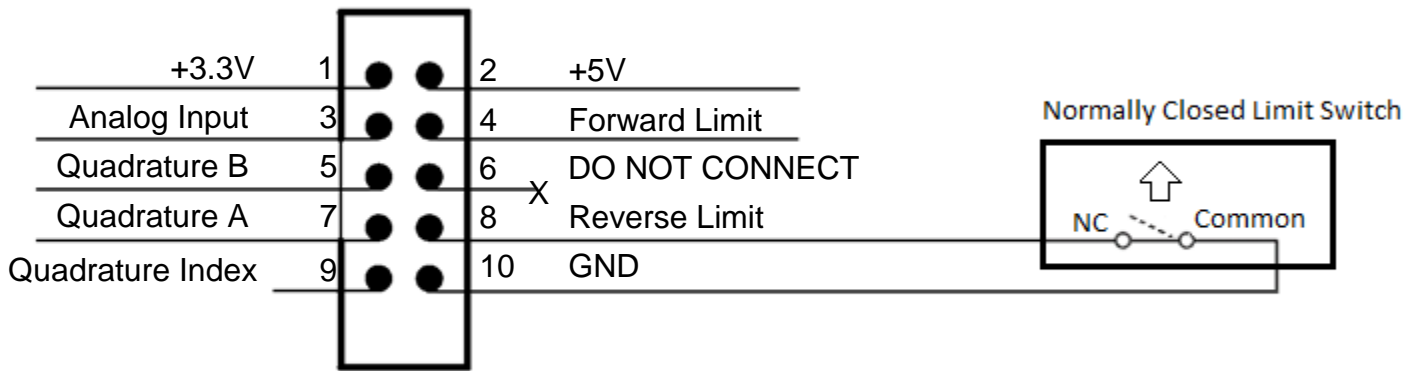 +3.3V 1 2 +5V
Analog Input 3 4 Forward Limit
Normally Closed Limit Switch
Quadrature B 5 6 X DO NOT CONNECT
Quadrature A 7 8 Reverse Limit
NC Common
Quadrature Index 9 10 GND